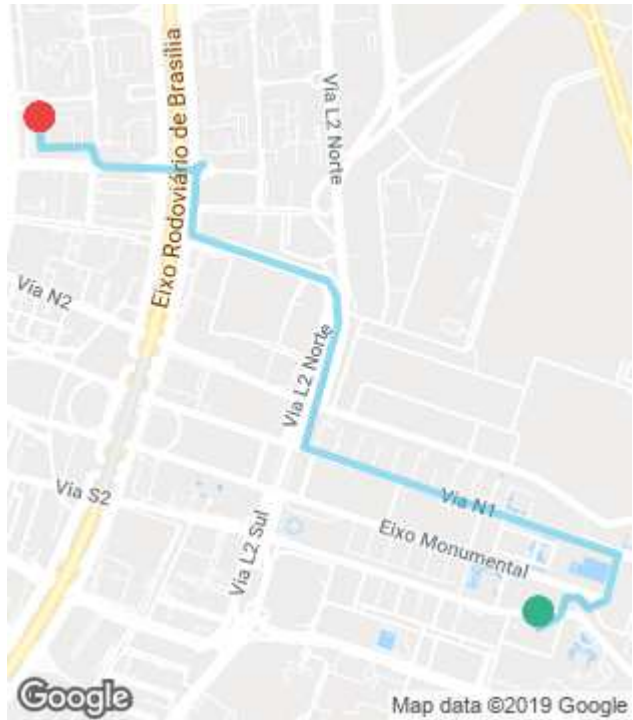 Via L2 Norte
Eixo Rodoviário de Brasilia
Via N2
Via L2 Norte
Via S2
Via N1
Eixo Monumental
Via L2 Sul
Google
Map data ©2019 Google